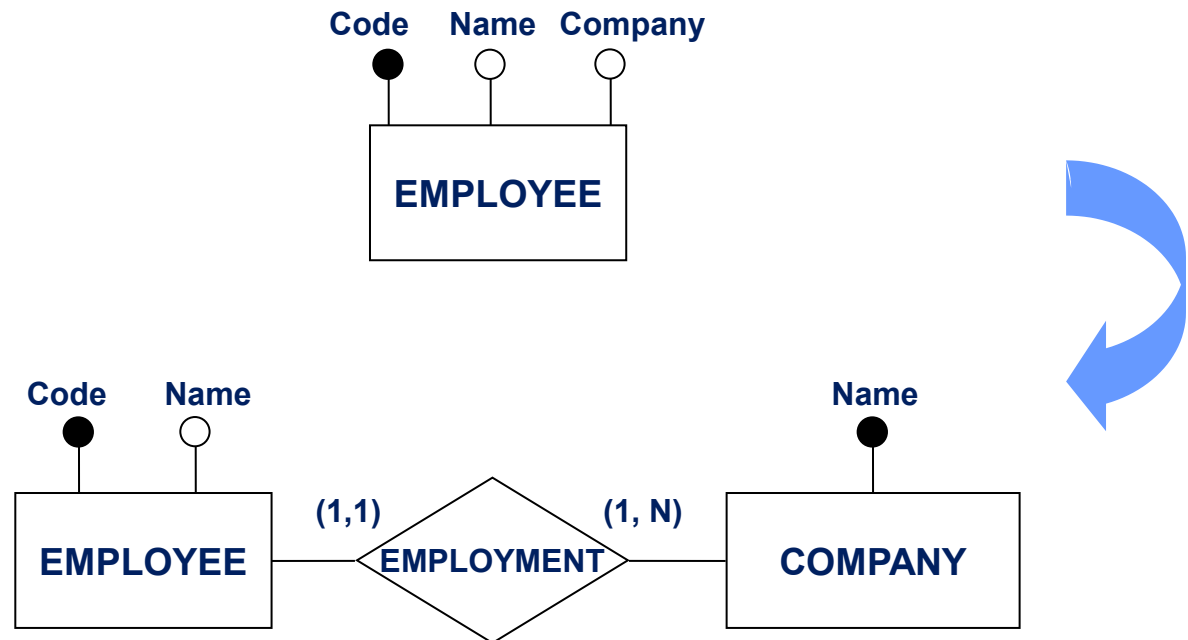 Code Name Company
EMPLOYEE
Code Name Name
(1,1) (1, N)
EMPLOYEE EMPLOYMENT COMPANY